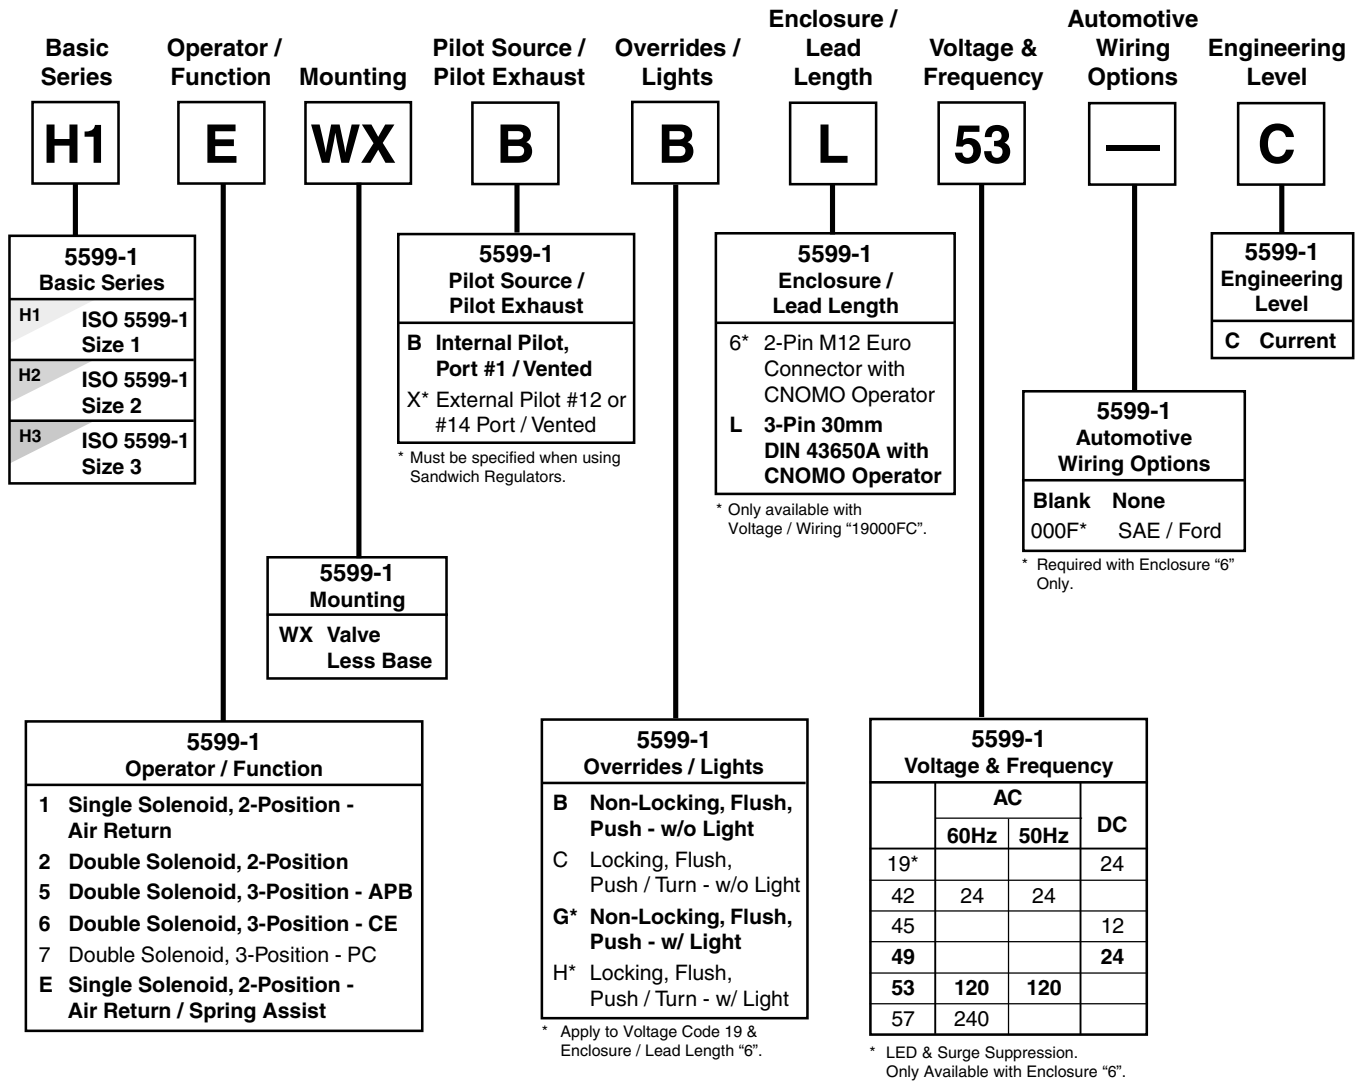 Basic
Series
Operator /
Function
Mounting
Pilot Source /
Pilot Exhaust
Overrides /
Lights
Enclosure /
Lead
Length
Voltage &
Frequency
Automotive
Wiring
Options
Engineering
Level
H1
E
WX
B
B
L
53
—
C
5599-1
Basic Series
H1 ISO 5599-1
Size 1
H2 ISO 5599-1
Size 2
H3 ISO 5599-1
Size 3
5599-1
Pilot Source /
Pilot Exhaust
B Internal Pilot,
Port #1 / Vented
X* External Pilot #12 or
#14 Port / Vented
* Must be specified when using
Sandwich Regulators.
5599-1
Enclosure /
Lead Length
6* 2-Pin M12 Euro
Connector with
CNOMO Operator
L 3-Pin 30mm
DIN 43650A with
CNOMO Operator
* Only available with
Voltage / Wiring “19000FC”.
5599-1
Engineering
Level
C Current
5599-1
Automotive
Wiring Options
Blank None
000F* SAE / Ford
* Required with Enclosure “6”
Only.
5599-1
Mounting
WX Valve
Less Base
5599-1
Operator / Function
1 Single Solenoid, 2-Position -
Air Return
2 Double Solenoid, 2-Position
5 Double Solenoid, 3-Position - APB
6 Double Solenoid, 3-Position - CE
7 Double Solenoid, 3-Position - PC
E Single Solenoid, 2-Position -
Air Return / Spring Assist
5599-1
Overrides / Lights
B Non-Locking, Flush,
Push - w/o Light
C Locking, Flush,
Push / Turn - w/o Light
G* Non-Locking, Flush,
Push - w/ Light
H* Locking, Flush,
Push / Turn - w/ Light
* Apply to Voltage Code 19 &
Enclosure / Lead Length “6”.
5599-1
Voltage & Frequency
AC
DC
60Hz 50Hz
19* 24
42 24 24
45 12
49 24
53 120 120
57 240
* LED & Surge Suppression.
Only Available with Enclosure “6”.